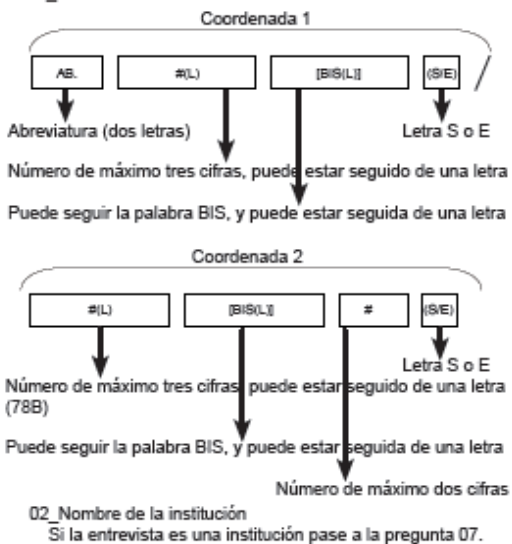 Coordenada 1
AB. #(L) [BIS(L)] (S/E) /
Abreviatura (dos letras) Letra S o E
Número de máximo tres cifras, puede estar seguido de una letra
Puede seguir la palabra BIS, y puede estar seguida de una letra
Coordenada 2
#(L) [BIS(L)] # (S/E)
Letra S o E
Número de máximo tres cifras, puede estar seguido de una letra
(78B)
Puede seguir la palabra BIS, y puede estar seguida de una letra
Número de máximo dos cifras
02_Nombre de la institución
Si la entrevista es una institución pase a la pregunta 07.